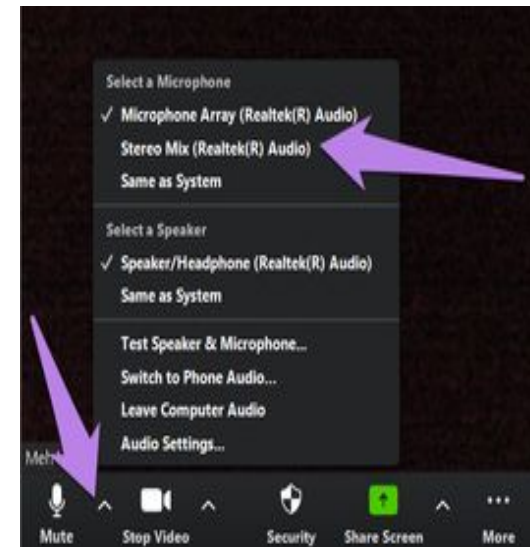 Select a Microphone
✓ Microphone Array (Realtek(R) Audio)
Stereo Mix (Realtek(R) Audio)
Same as System
Select a Speaker
✓ Speaker/Headphone (Realtek(R) Audio)
Same as System
Test Speaker & Microphone...
Switch to Phone Audio...
Leave Computer Audio
Audio Settings...
Meh
Mute Stop Video Security Share Screen More